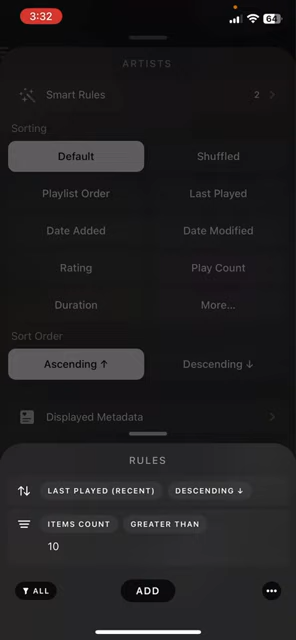 3:32
64
ARTISTS
Smart Rules 2
Sorting
Default Shuffled
Playlist Order Last Played
Date Added Date Modified
Rating Play Count
Duration More...
Sort Order
Ascending ↑ Descending ↓
Displayed Metadata
RULES
LAST PLAYED (RECENT) DESCENDING ↓
ITEMS COUNT GREATER THAN
10
ALL ADD